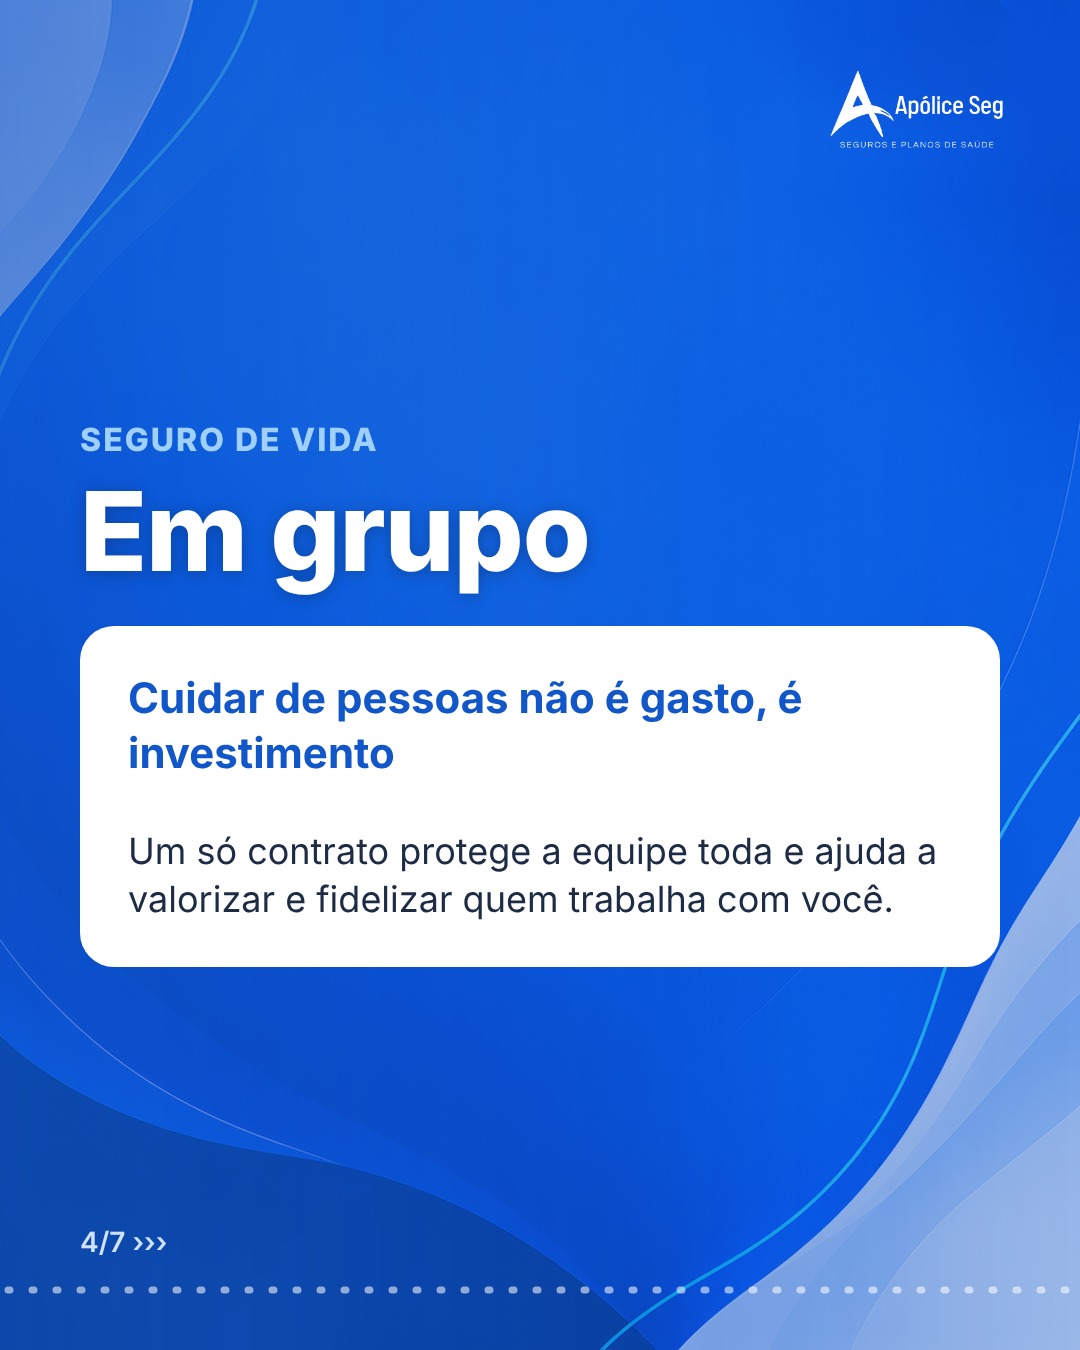 Apólice Seg
SEGUROS E PLANOS DE SAÚDE
SEGURO DE VIDA
Em grupo
Cuidar de pessoas não é gasto, é
investimento
Um só contrato protege a equipe toda e ajuda a
valorizar e fidelizar quem trabalha com você.
4/7 ›››